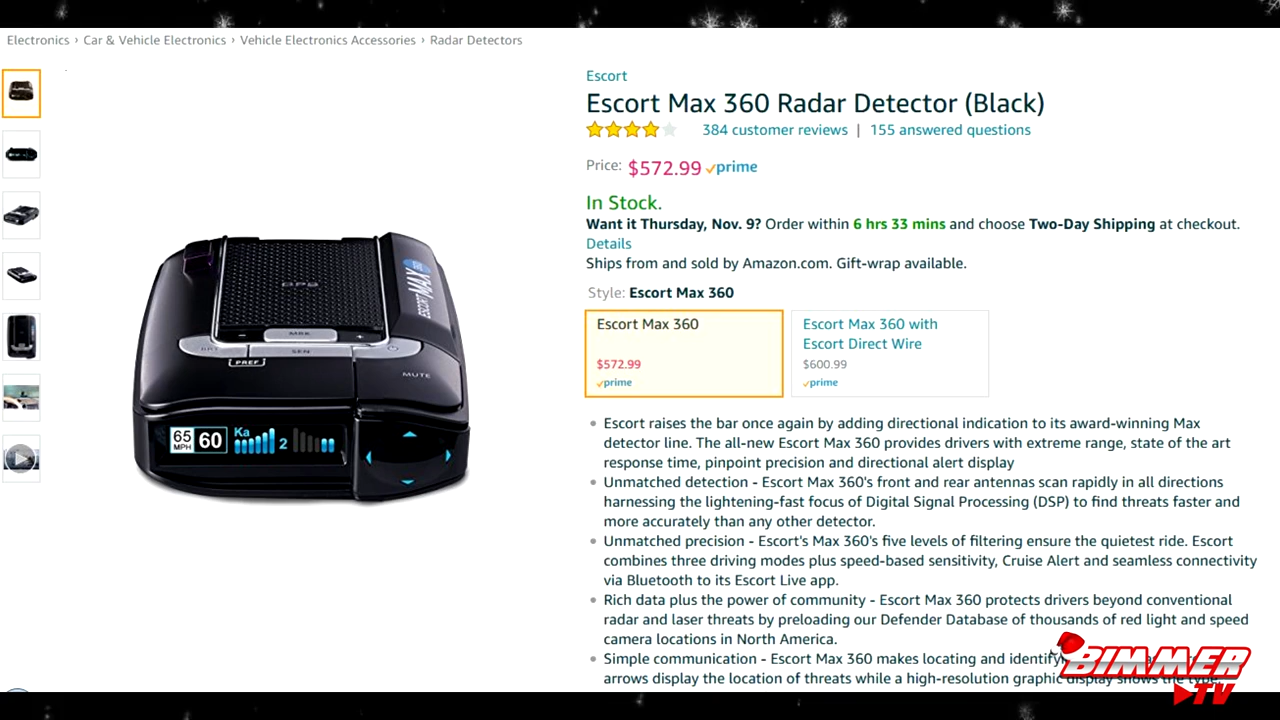 Electronics › Car & Vehicle Electronics › Vehicle Electronics Accessories › Radar Detectors
Escort
Escort Max 360 Radar Detector (Black)
384 customer reviews | 155 answered questions
Price: $572.99 prime
In Stock.
Want it Thursday, Nov. 9? Order within 6 hrs 33 mins and choose Two-Day Shipping at checkout.
Details
Ships from and sold by Amazon.com. Gift-wrap available.
Style: Escort Max 360
Escort Max 360
$572.99
prime
Escort Max 360 with
Escort Direct Wire
$600.99
prime
Escort raises the bar once again by adding directional indication to its award-winning Max
detector line. The all-new Escort Max 360 provides drivers with extreme range, state of the art
response time, pinpoint precision and directional alert display
Unmatched detection - Escort Max 360's front and rear antennas scan rapidly in all directions
harnessing the lightening-fast focus of Digital Signal Processing (DSP) to find threats faster and
more accurately than any other detector.
Unmatched precision - Escort's Max 360's five levels of filtering ensure the quietest ride. Escort
combines three driving modes plus speed-based sensitivity, Cruise Alert and seamless connectivity
via Bluetooth to its Escort Live app.
Rich data plus the power of community - Escort Max 360 protects drivers beyond conventional
radar and laser threats by preloading our Defender Database of thousands of red light and speed
camera locations in North America.
Simple communication - Escort Max 360 makes locating and
arrows display the location of threats while a high-resolution graphic display shows the type.
GPS
ESCORT MAX 360
- MRK +
BRT SEN
PREF
MUTE
65 MPH 60 Ka 2
BIMMER
TV